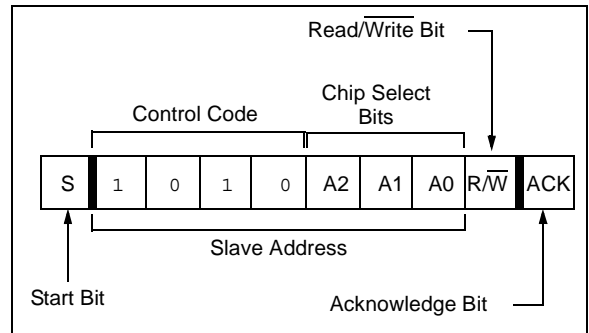 Read/Write Bit
Chip Select
Bits
Control Code
S 1 0 1 0 A2 A1 A0 R/W ACK
Slave Address
Start Bit
Acknowledge Bit